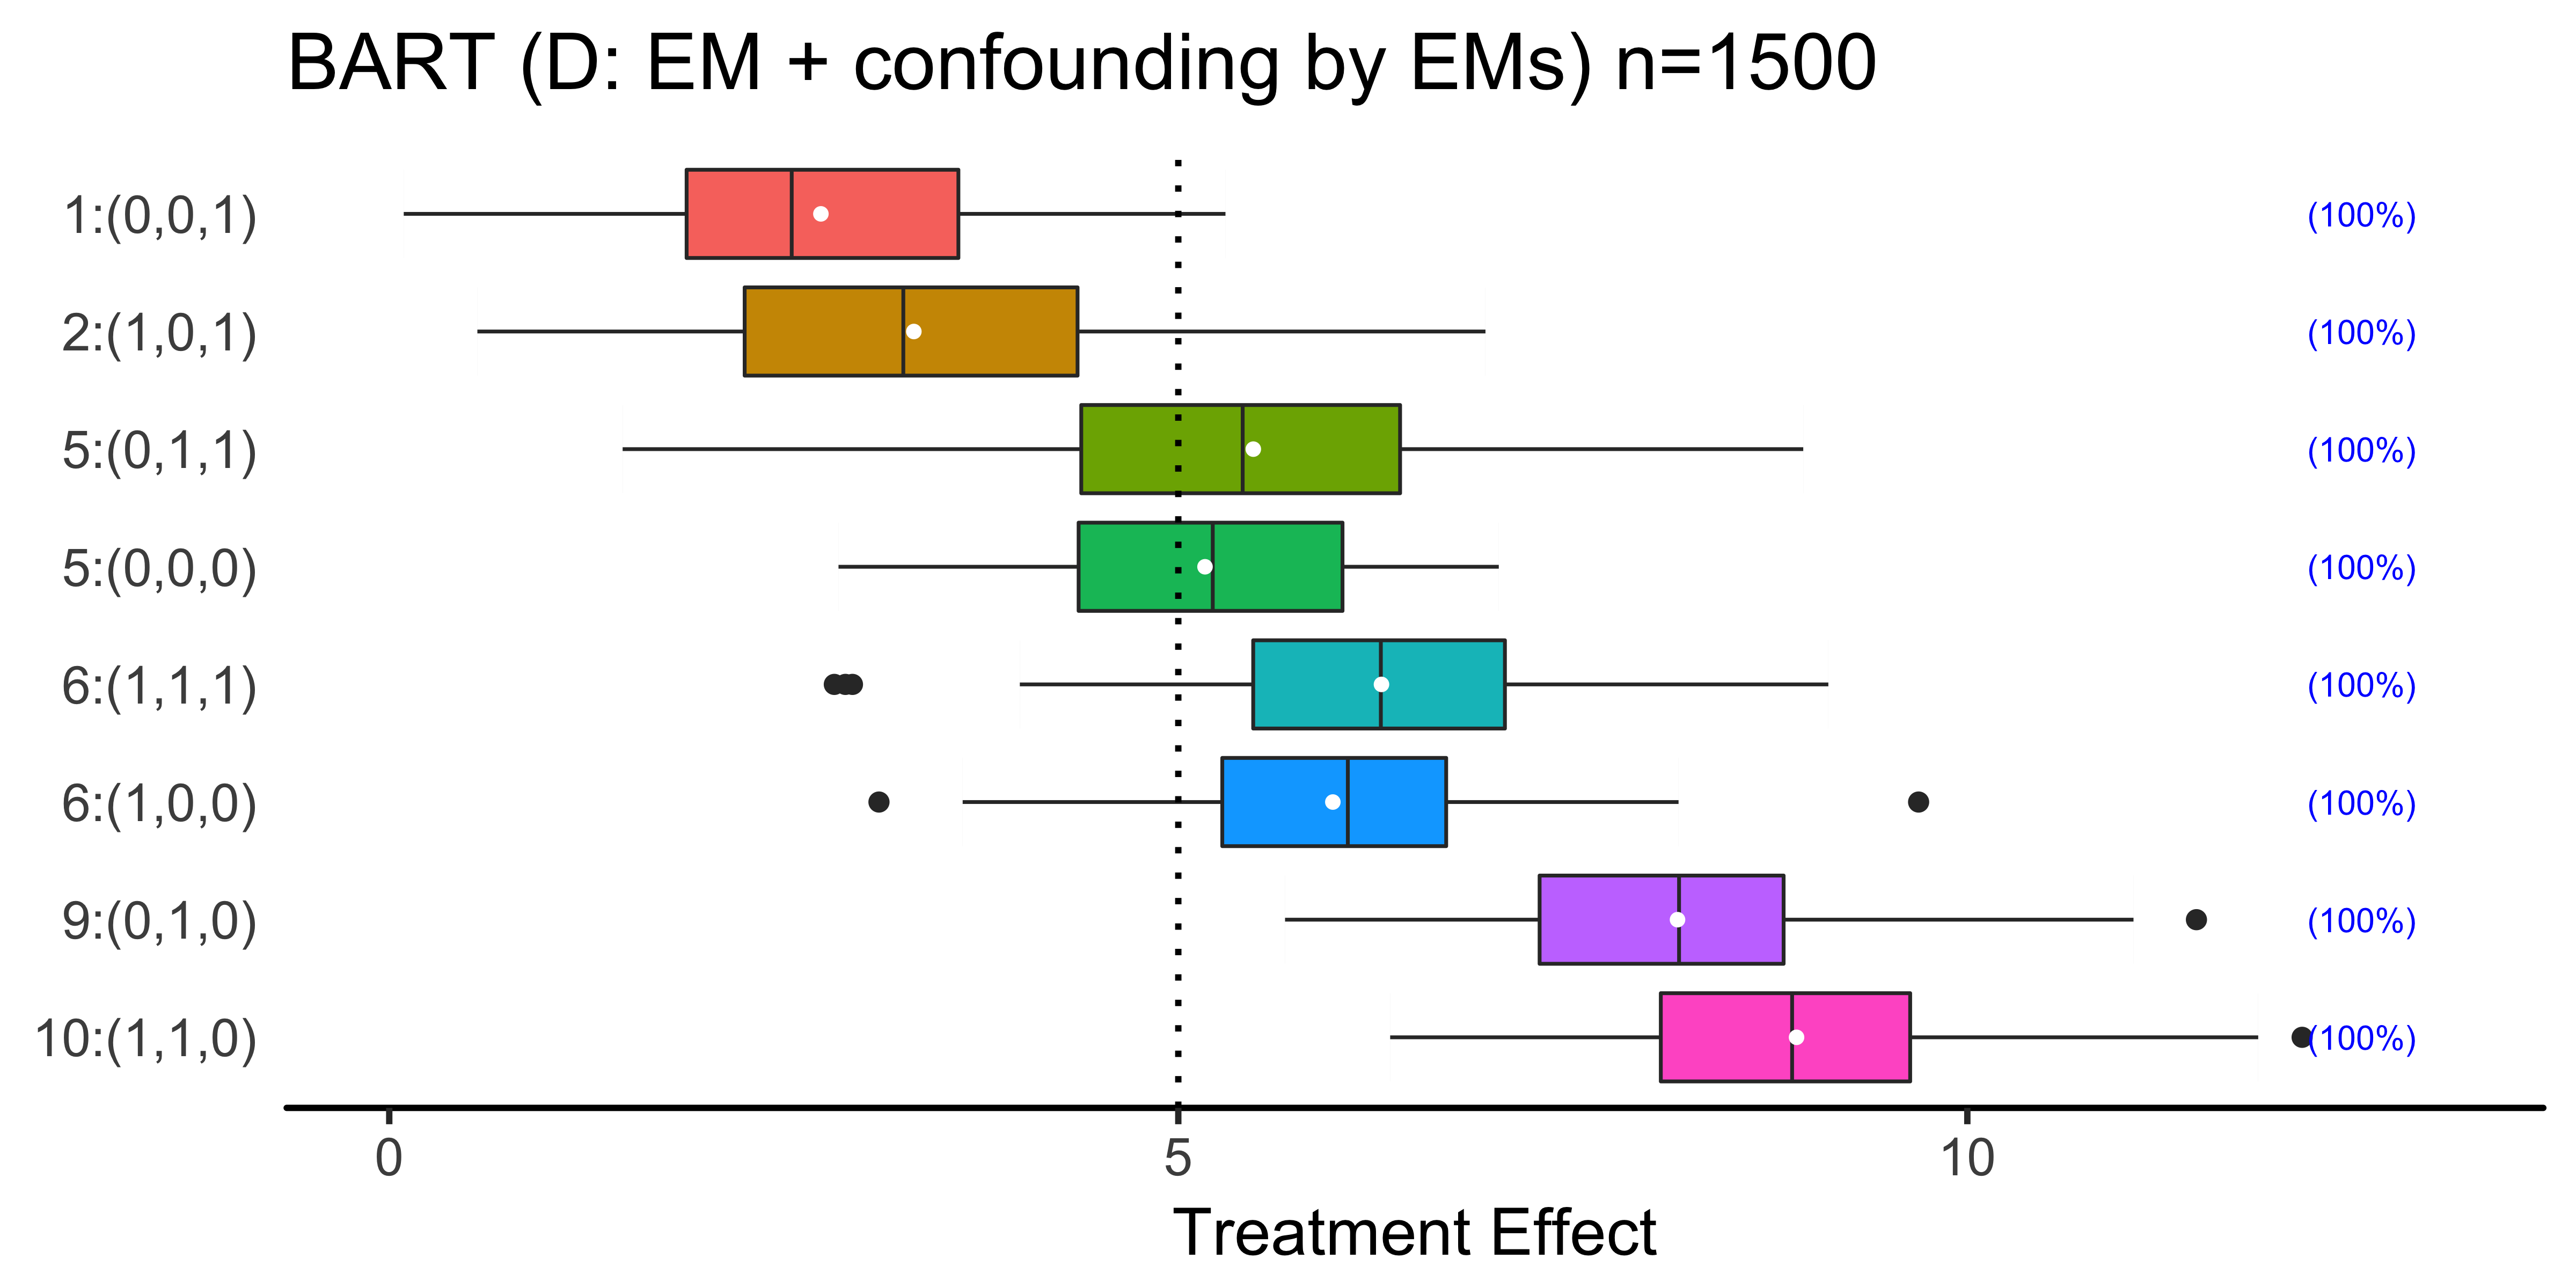 BART (D: EM + confounding by EMs) n=1500
1:(0,0,1) (100%)
2:(1,0,1) (100%)
5:(0,1,1) (100%)
5:(0,0,0) (100%)
6:(1,1,1) (100%)
6:(1,0,0) (100%)
9:(0,1,0) (100%)
10:(1,1,0) (100%)
0 5 10
Treatment Effect